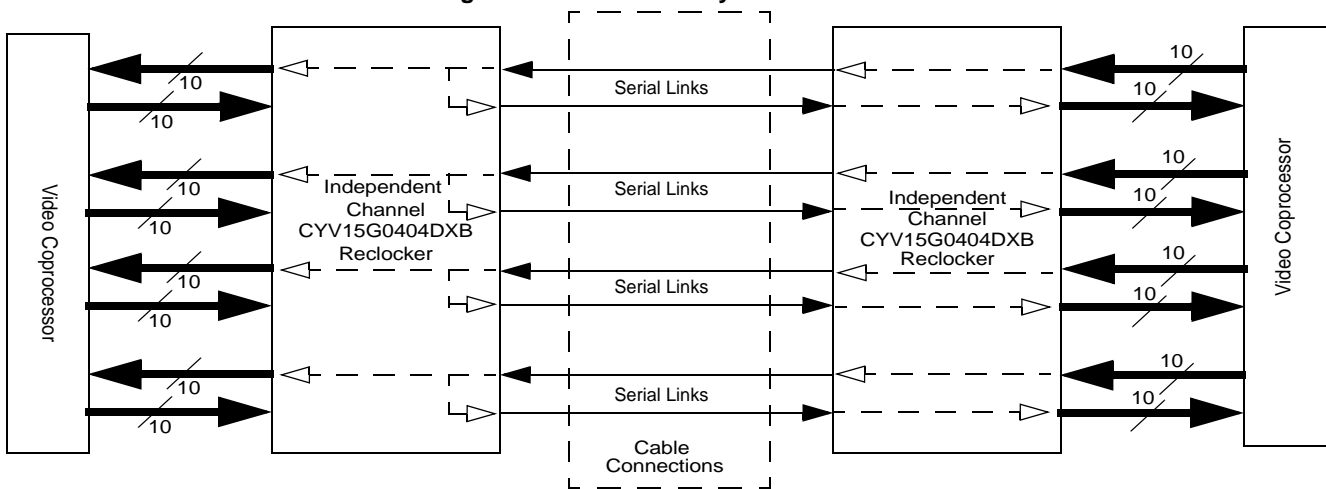 10
10
10
10
10
10
10
10
Video Coprocessor
Independent
Channel
CYV15G0404DXB
Reclocker
Serial Links
Serial Links
Serial Links
Serial Links
Cable
Connections
Independent
Channel
CYV15G0404DXB
Reclocker
10
10
10
10
10
10
10
10
Video Coprocessor